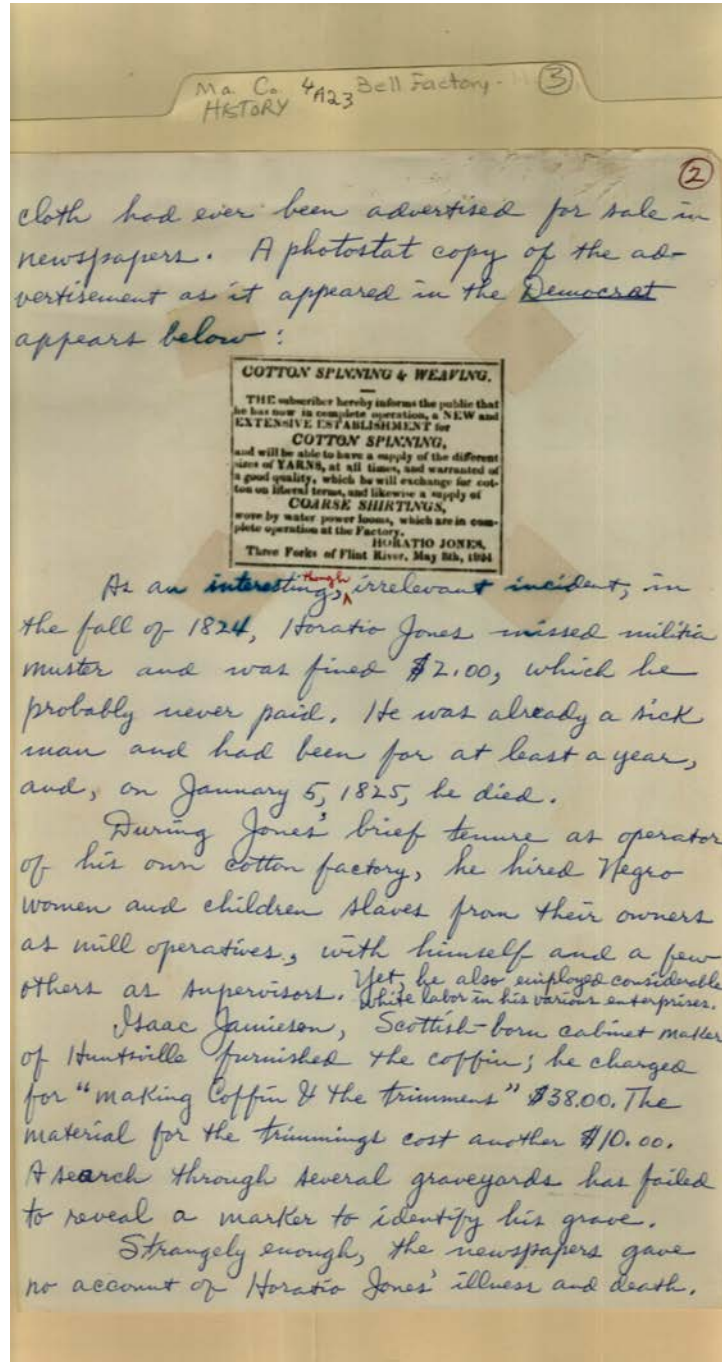 Ma. Co. 4A23 Bell Factory- 3
HISTORY
2
cloth had ever been advertised for sale in
newspapers. A photostat copy of the ad-
vertisement as it appeared in the Democrat
appears below:
COTTON SPINNING & WEAVING.
THE subscriber hereby informs the public that
he has now in complete operation, a NEW and
EXTENSIVE ESTABLISHMENT for
COTTON SPINNING,
and will be able to have a supply of the different
sizes of YARNS, at all times, and warranted of
a good quality, which he will exchange for cot-
ton on liberal terms, and likewise a supply of
COARSE SHIRTINGS,
wove by water power looms, which are in com-
plete operation at the Factory.
HORATIO JONES,
Three Forks of Flint River, May 8th, 1824
As an interesting, though irrelevant incident, in
the fall of 1824, Horatio Jones missed militia
muster and was fined $2.00, which he
probably never paid. He was already a sick
man and had been for at least a year,
and, on January 5, 1825, he died.
During Jones' brief tenure as operator
of his own cotton factory, he hired Negro
women and children slaves from their owners
as mill operatives, with himself and a few
others as supervisors. Yet, he also employed considerable
white labor in his various enterprises.
Isaac Jamieson, Scottish-born cabinet maker
of Huntsville furnished the coffin; he charged
for "making Coffin & the trimmens" $38.00. The
material for the trimmings cost another $10.00.
A search through several graveyards has failed
to reveal a marker to identify his grave.
Strangely enough, the newspapers gave
no account of Horatio Jones' illness and death.